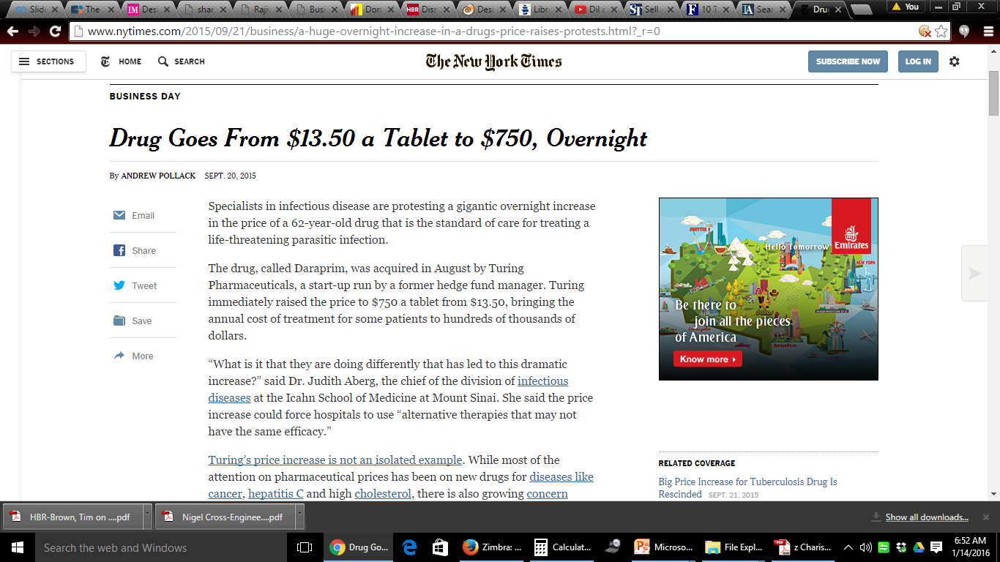 Slidi
The
Des
shar
Rajir
Busi
Don
HBR Disr
Desi
Libr
Dil c
ST Sell
F 10 T
IA Sear
Dru
You
www.nytimes.com/2015/09/21/business/a-huge-overnight-increase-in-a-drugs-price-raises-protests.html?_r=0
SECTIONS
HOME
SEARCH
The New York Times
SUBSCRIBE NOW
LOG IN
BUSINESS DAY
Drug Goes From $13.50 a Tablet to $750, Overnight
By ANDREW POLLACK SEPT. 20, 2015
Email
Share
Tweet
Save
More
Specialists in infectious disease are protesting a gigantic overnight increase
in the price of a 62-year-old drug that is the standard of care for treating a
life-threatening parasitic infection.
The drug, called Daraprim, was acquired in August by Turing
Pharmaceuticals, a start-up run by a former hedge fund manager. Turing
immediately raised the price to $750 a tablet from $13.50, bringing the
annual cost of treatment for some patients to hundreds of thousands of
dollars.
“What is it that they are doing differently that has led to this dramatic
increase?” said Dr. Judith Aberg, the chief of the division of infectious
diseases at the Icahn School of Medicine at Mount Sinai. She said the price
increase could force hospitals to use “alternative therapies that may not
have the same efficacy.”
Turing’s price increase is not an isolated example. While most of the
attention on pharmaceutical prices has been on new drugs for diseases like
cancer, hepatitis C and high cholesterol, there is also growing concern
SEATTLE
Hello Tomorrow
Emirates
NEW YORK
Be there to
join all the pieces
of America
Dallas
WASHINGTON D.C.
Know more
RELATED COVERAGE
Big Price Increase for Tuberculosis Drug Is
Rescinded SEPT. 21, 2015
HBR-Brown, Tim on ....pdf
Nigel Cross-Enginee....pdf
Show all downloads...
Search the web and Windows
Drug Go...
Zimbra: ...
Calculat...
Microso...
File Expl...
z Charis...
6:52 AM
1/14/2016